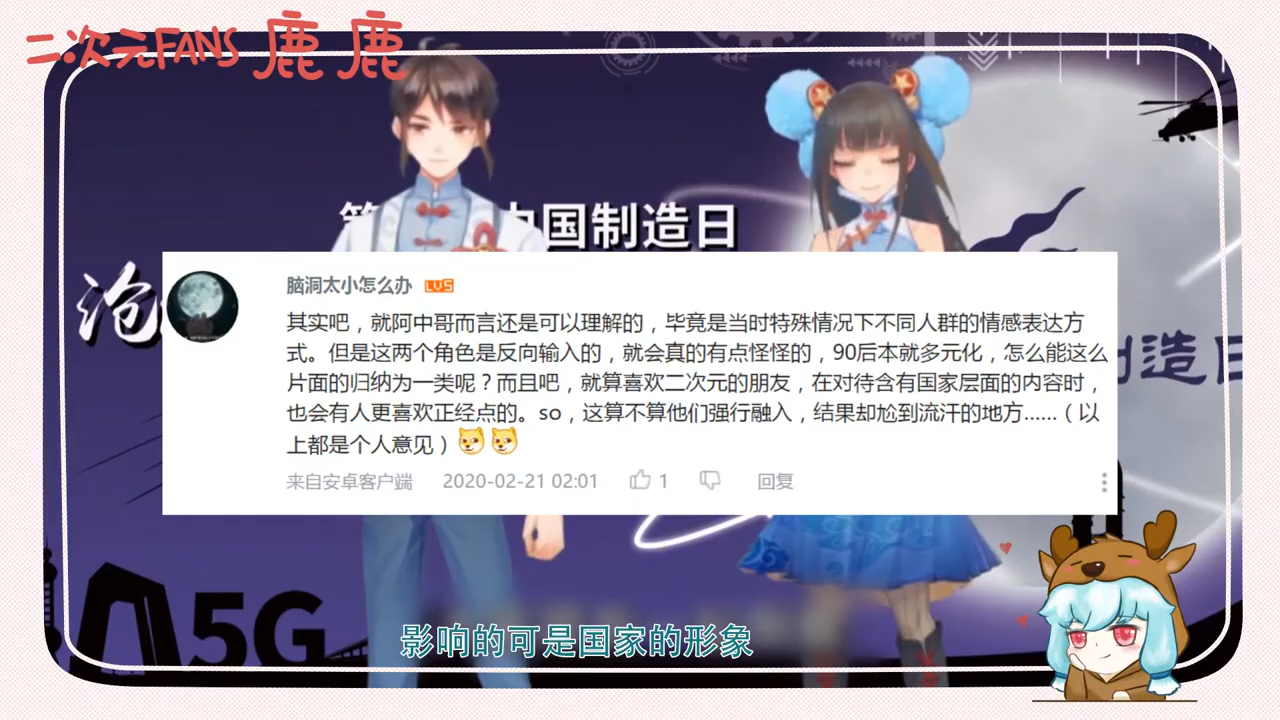 二次元FANS鹿鹿
第 中国制造日
沧
制造日
脑洞太小怎么办 LV5
其实吧，就阿中哥而言还是可以理解的，毕竟是当时特殊情况下不同人群的情感表达方
式。但是这两个角色是反向输入的，就会真的有点怪怪的，90后本就多元化，怎么能这么
片面的归纳为一类呢？而且吧，就算喜欢二次元的朋友，在对待含有国家层面的内容时，
也会有人更喜欢正经点的。so，这算不算他们强行融入，结果却尬到流汗的地方……（以
上都是个人意见）
来自安卓客户端 2020-02-21 02:01 1 回复
5G
影响的可是国家的形象